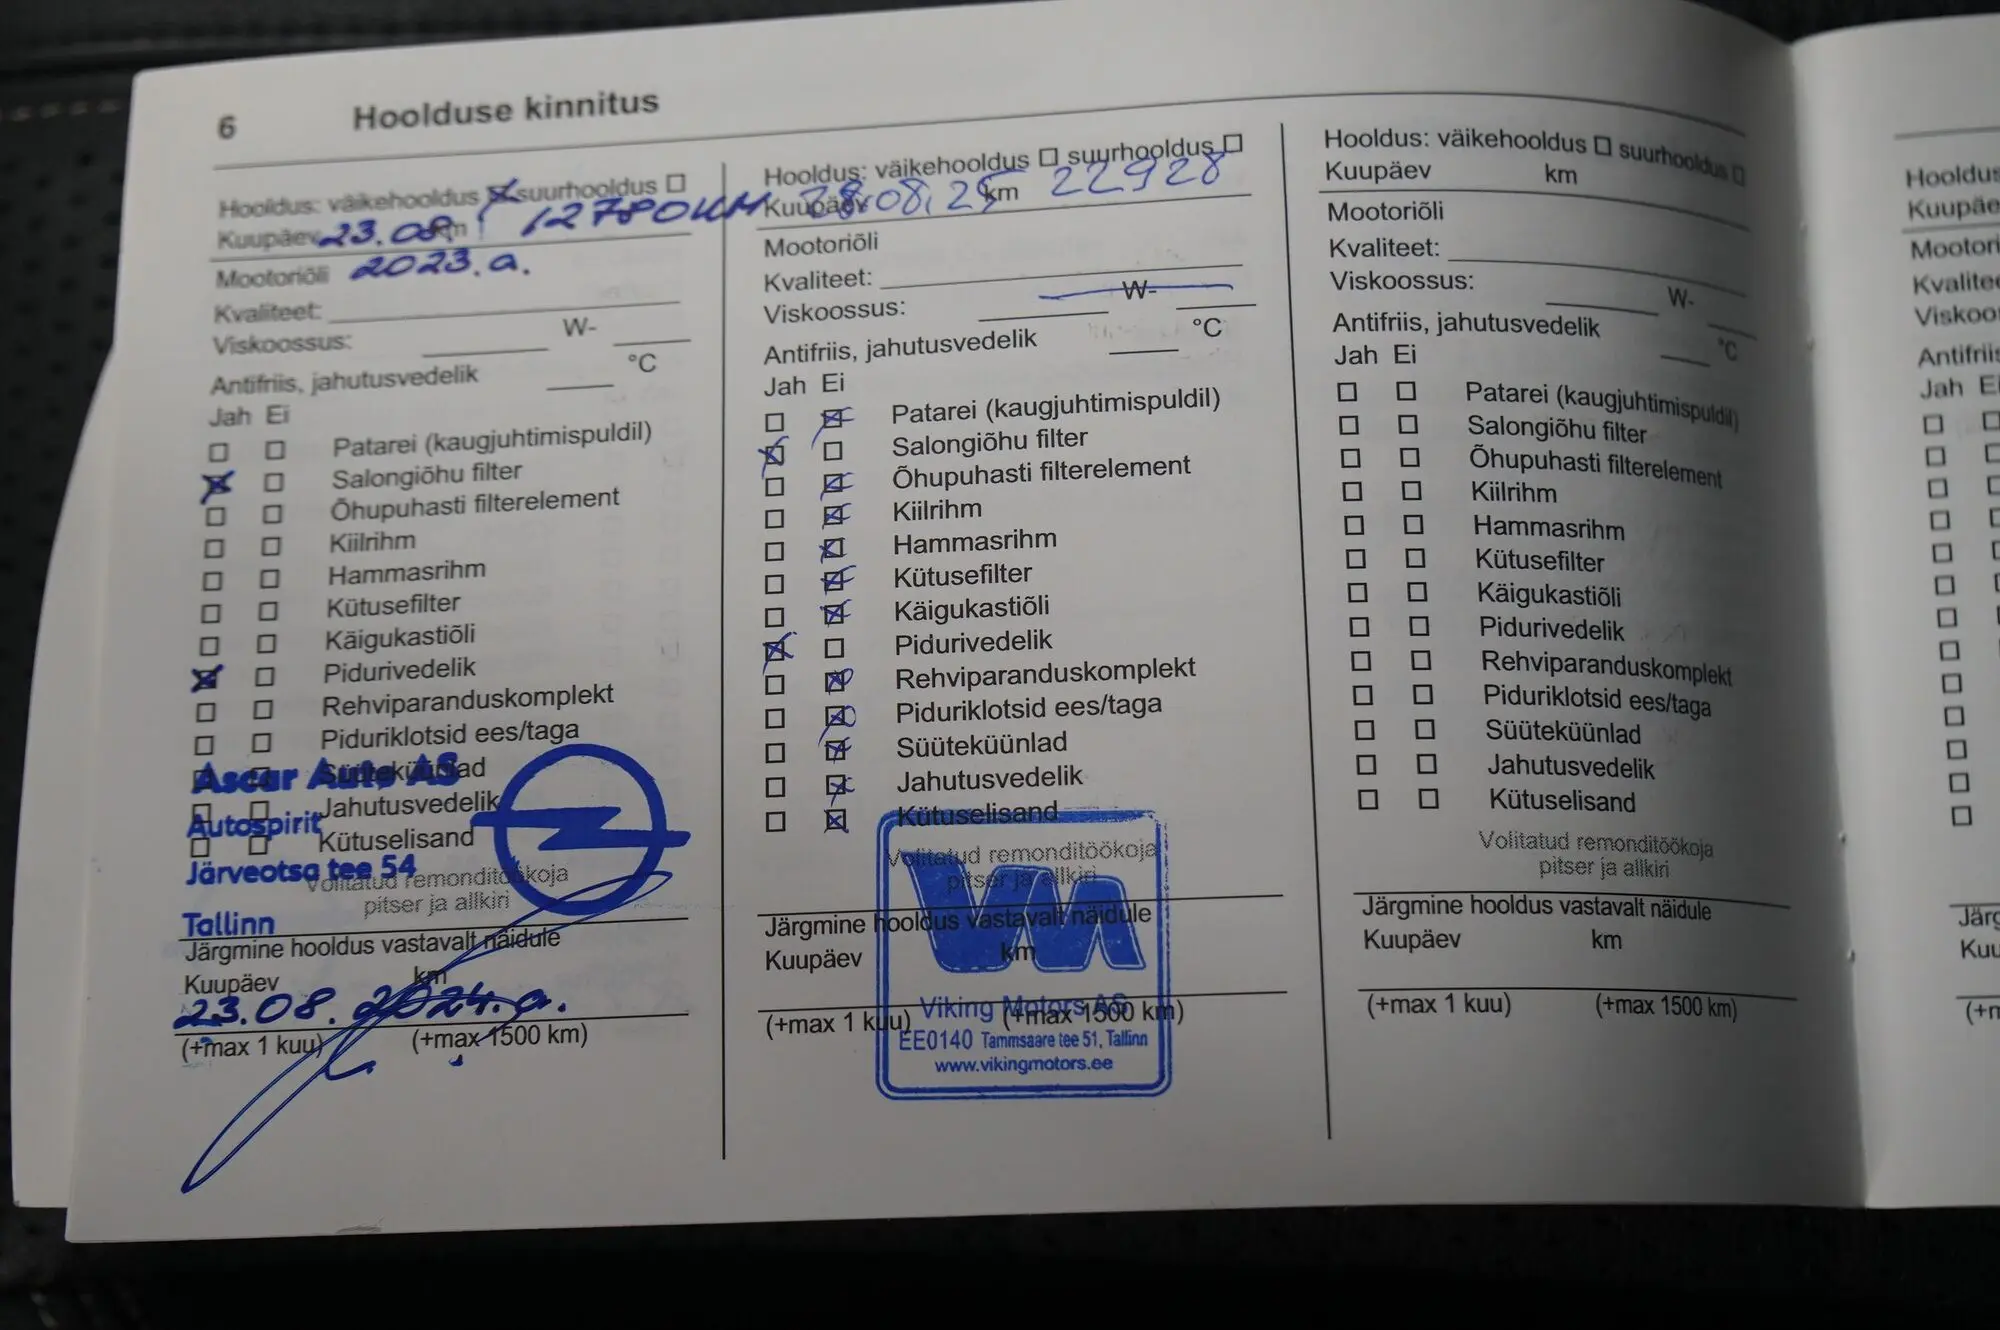 6 Hoolduse kinnitus
Hooldus: väikehooldus suurhooldus
Kuupäev 23.08. km 12780KM
Mootoriõli 2023.a.
Kvaliteet:
Viskoossus: W-
Antifriis, jahutusvedelik °C
Jah Ei
Patarei (kaugjuhtimispuldil)
Salongiõhu filter
Õhupuhasti filterelement
Kiilrihm
Hammasrihm
Kütusefilter
Käigukastiõli
Pidurivedelik
Rehviparanduskomplekt
Piduriklotsid ees/taga
Süüteküünlad
Jahutusvedelik
Kütuselisand
Ascar Auto AS
Autospirit
Järveotsa tee 54
Tallinn
Volitatud remonditöökoja
pitser ja allkiri
Järgmine hooldus vastavalt näidule
Kuupäev km
23.08. 2024.a.
(+max 1 kuu) (+max 1500 km)
Hooldus: väikehooldus suurhooldus
Kuupäev 28.08.25 km 22928
Mootoriõli
Kvaliteet:
Viskoossus: W-
Antifriis, jahutusvedelik °C
Jah Ei
Patarei (kaugjuhtimispuldil)
Salongiõhu filter
Õhupuhasti filterelement
Kiilrihm
Hammasrihm
Kütusefilter
Käigukastiõli
Pidurivedelik
Rehviparanduskomplekt
Piduriklotsid ees/taga
Süüteküünlad
Jahutusvedelik
Kütuselisand
Volitatud remonditöökoja
pitser ja allkiri
Järgmine hooldus vastavalt näidule
Kuupäev km
(+max 1 kuu) (+max 1500 km)
Viking Motors AS
EE0140 Tammsaare tee 51, Tallinn
www.vikingmotors.ee
Hooldus: väikehooldus suurhooldus
Kuupäev km
Mootoriõli
Kvaliteet:
Viskoossus: W-
Antifriis, jahutusvedelik °C
Jah Ei
Patarei (kaugjuhtimispuldil)
Salongiõhu filter
Õhupuhasti filterelement
Kiilrihm
Hammasrihm
Kütusefilter
Käigukastiõli
Pidurivedelik
Rehviparanduskomplekt
Piduriklotsid ees/taga
Süüteküünlad
Jahutusvedelik
Kütuselisand
Volitatud remonditöökoja
pitser ja allkiri
Järgmine hooldus vastavalt näidule
Kuupäev km
(+max 1 kuu) (+max 1500 km)
Hooldus
Jah